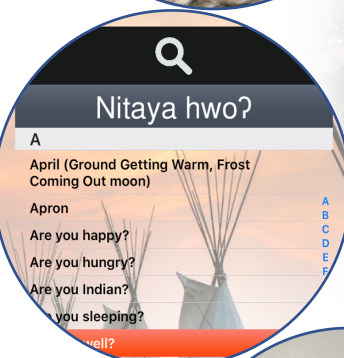 Nitaya hwoʔ
A
April (Ground Getting Warm, Frost
Coming Out moon)
Apron
Are you happy?
Are you hungry?
Are you Indian?
you sleeping?
well?
A
B
C
D
E
F